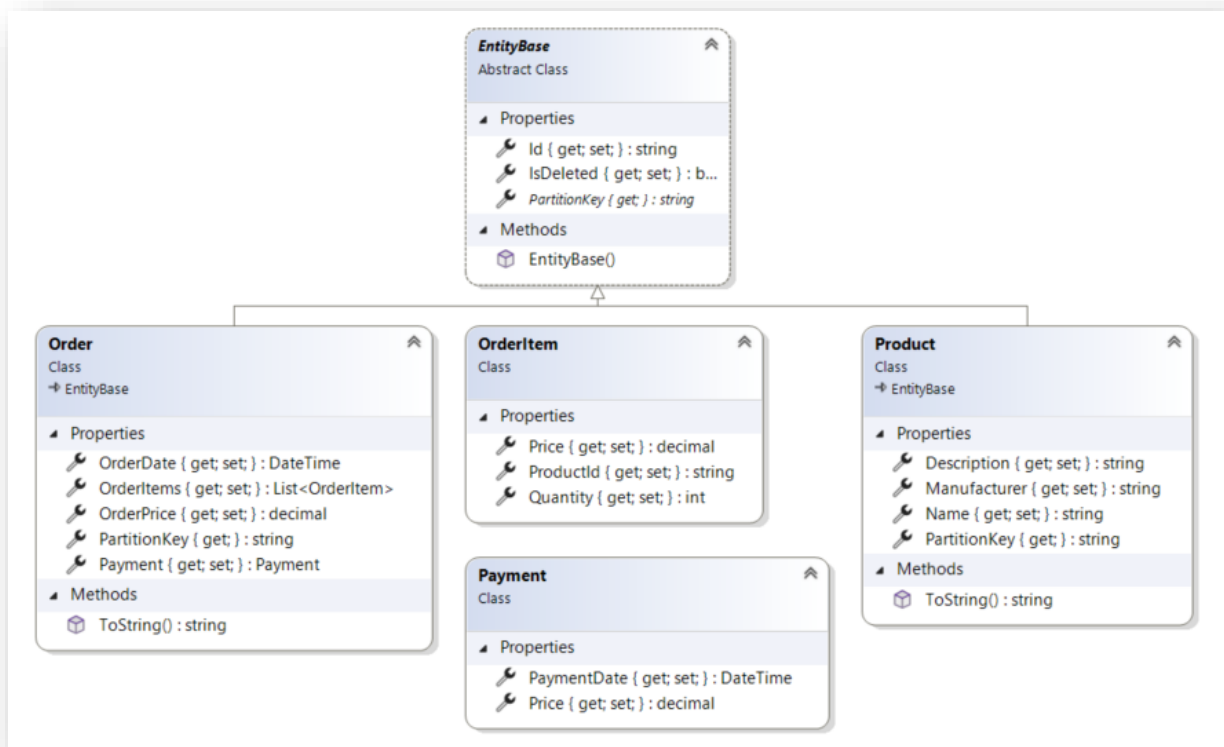 EntityBase
Abstract Class
Properties
Id { get; set; } : string
IsDeleted { get; set; } : b...
PartitionKey { get; } : string
Methods
EntityBase()
Order
Class
EntityBase
Properties
OrderDate { get; set; } : DateTime
OrderItems { get; set; } : List<OrderItem>
OrderPrice { get; set; } : decimal
PartitionKey { get; } : string
Payment { get; set; } : Payment
Methods
ToString() : string
OrderItem
Class
Properties
Price { get; set; } : decimal
ProductId { get; set; } : string
Quantity { get; set; } : int
Payment
Class
Properties
PaymentDate { get; set; } : DateTime
Price { get; set; } : decimal
Product
Class
EntityBase
Properties
Description { get; set; } : string
Manufacturer { get; set; } : string
Name { get; set; } : string
PartitionKey { get; } : string
Methods
ToString() : string